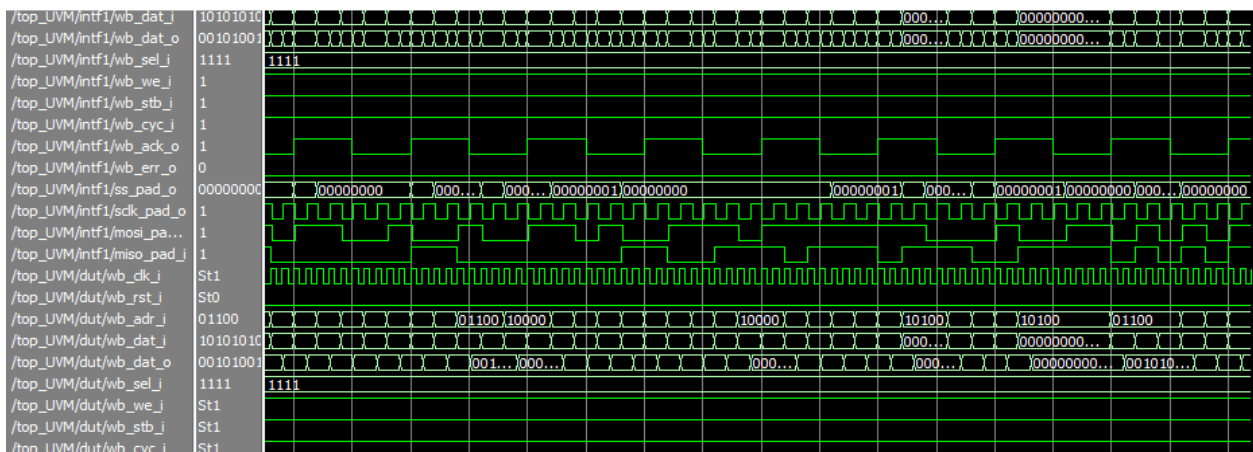 /top_UVM/intf1/wb_dat_i 10101010 000... 00000000...
/top_UVM/intf1/wb_dat_o 00101001 000... 00000000...
/top_UVM/intf1/wb_sel_i 1111 1111
/top_UVM/intf1/wb_we_i 1
/top_UVM/intf1/wb_stb_i 1
/top_UVM/intf1/wb_cyc_i 1
/top_UVM/intf1/wb_ack_o 1
/top_UVM/intf1/wb_err_o 0
/top_UVM/intf1/ss_pad_o 00000000 00000000 000... 000... 00000001 00000000 00000001 000... 00000001 00000000 000... 00000000
/top_UVM/intf1/sclk_pad_o 1
/top_UVM/intf1/mosi_pa... 1
/top_UVM/intf1/miso_pad_i 1
/top_UVM/dut/wb_clk_i St1
/top_UVM/dut/wb_rst_i St0
/top_UVM/dut/wb_adr_i 01100 01100 10000 10000 10100 10100 01100
/top_UVM/dut/wb_dat_i 10101010 000... 00000000...
/top_UVM/dut/wb_dat_o 00101001 001... 000... 000... 000... 00000000... 001010...
/top_UVM/dut/wb_sel_i 1111 1111
/top_UVM/dut/wb_we_i St1
/top_UVM/dut/wb_stb_i St1
/top_UVM/dut/wb_cyc_i St1